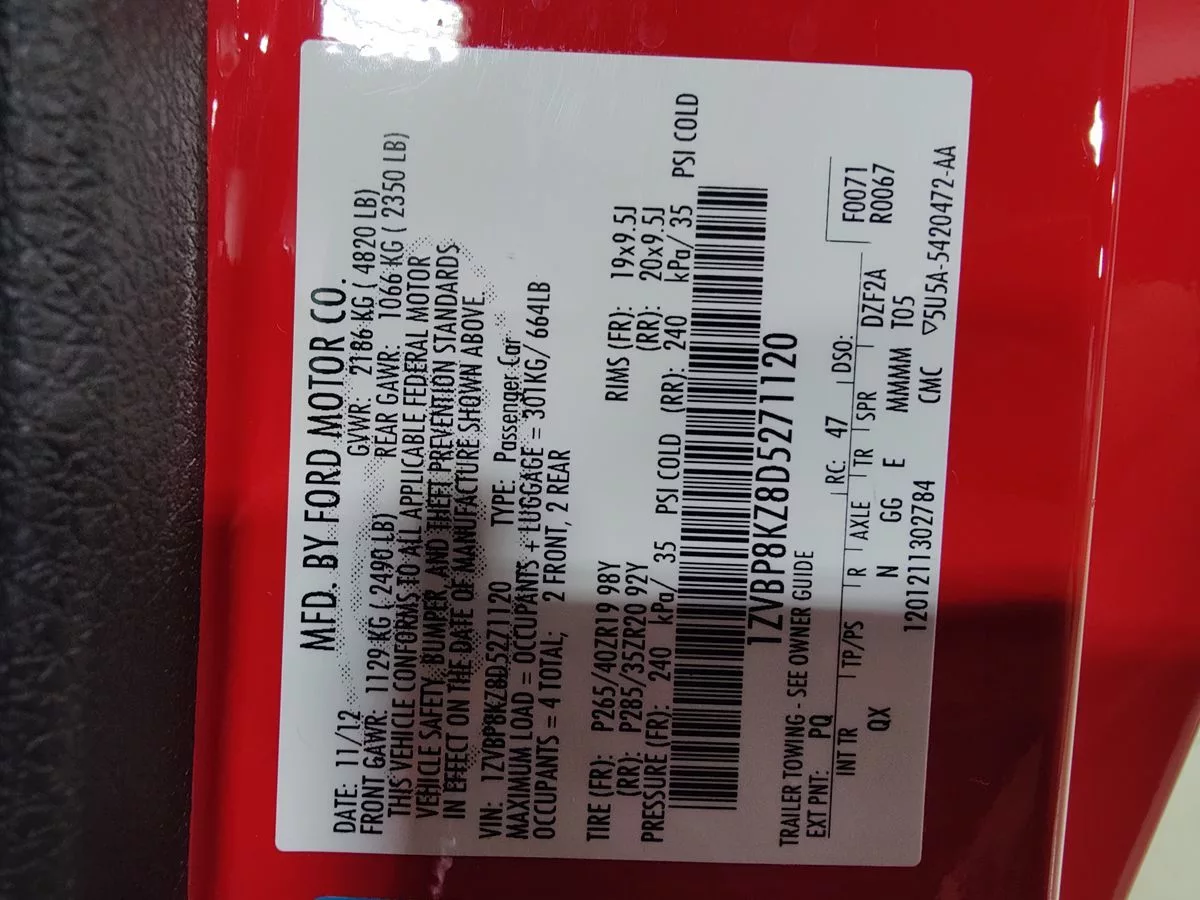 MFD. BY FORD MOTOR CO.
DATE: 11/12 GVWR: 2186 KG ( 4820 LB)
FRONT GAWR: 1129 KG ( 2490 LB) REAR GAWR: 1066 KG ( 2350 LB)
THIS VEHICLE CONFORMS TO ALL APPLICABLE FEDERAL MOTOR
VEHICLE SAFETY, BUMPER, AND THEFT PREVENTION STANDARDS
IN EFFECT ON THE DATE OF MANUFACTURE SHOWN ABOVE.
VIN: 1ZVBP8KZ8D5271120 TYPE: Passenger Car
MAXIMUM LOAD = OCCUPANTS + LUGGAGE = 301KG/ 664LB
OCCUPANTS = 4 TOTAL; 2 FRONT, 2 REAR
TIRE (FR): P265/40ZR19 98Y RIMS (FR): 19x9.5J
(RR): P285/35ZR20 92Y (RR): 20x9.5J
PRESSURE (FR): 240 kPa/ 35 PSI COLD (RR): 240 kPa/ 35 PSI COLD
1ZVBP8KZ8D5271120
TRAILER TOWING - SEE OWNER GUIDE
EXT PNT: PQ RC: 47 DSO: F0071
INT TR TP/PS R AXLE TR SPR DZF2A R0067
QX N GG E MMMMM T05
1201211302784 CMC ▽5U5A-5420472-AA